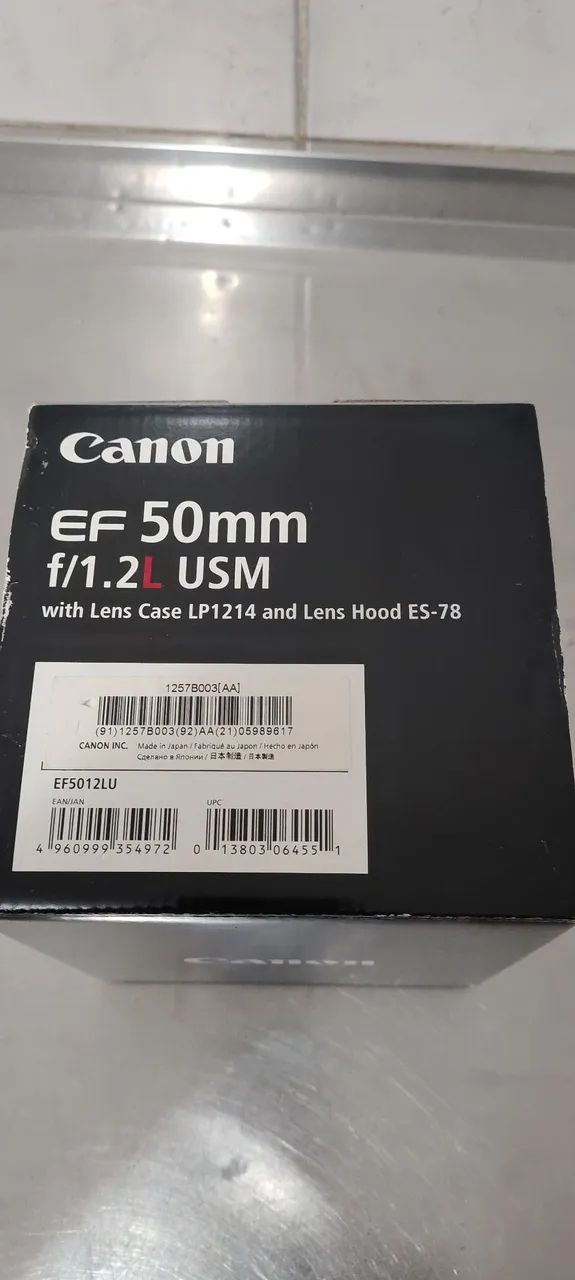 Canon
EF 50mm
f/1.2L USM
with Lens Case LP1214 and Lens Hood ES-78
1257B003[AA]
(91)1257B003(92)AA(21)05989617
CANON INC. Made in Japan / Fabriqué au Japon / Hecho en Japón
Сделано в Японии / 日本制造 / 日本製造
EF5012LU
EAN/JAN UPC
4 960999 354972 0 13803 06455 1
Canon